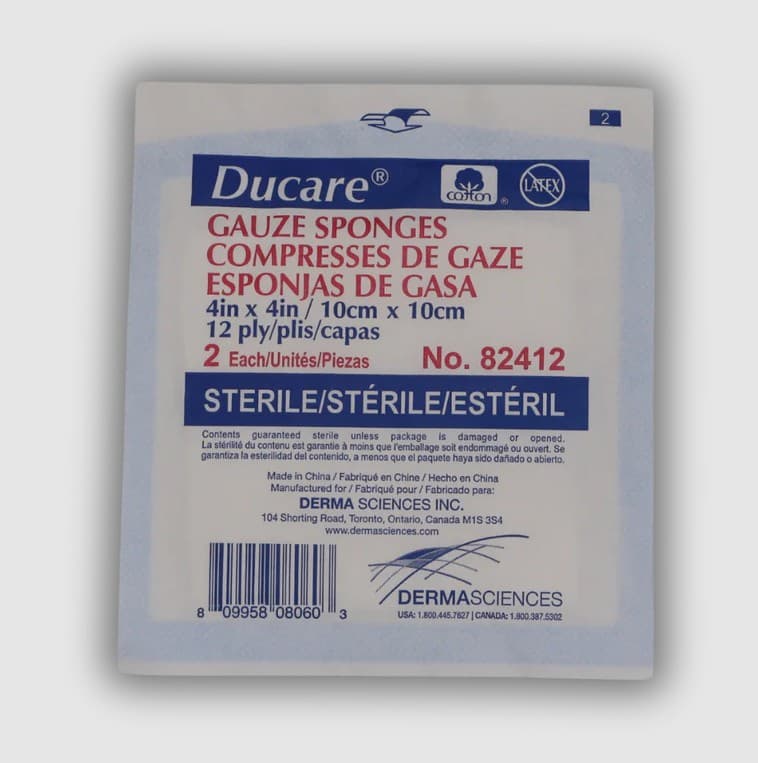 2
Ducare® cotton® LATEX
GAUZE SPONGES
COMPRESSES DE GAZE
ESPONJAS DE GASA
4in x 4in / 10cm x 10cm
12 ply/plis/capas
2 Each/Unités/Piezas No. 82412
STERILE/STÉRILE/ESTÉRIL
Contents guaranteed sterile unless package is damaged or opened.
La stérilité du contenu est garantie à moins que l'emballage soit endommagé ou ouvert. Se
garantiza la esterilidad del contenido, a menos que el paquete haya sido dañado o abierto.
Made in China / Fabriqué en Chine / Hecho en China
Manufactured for / Fabriqué pour / Fabricado para:
DERMA SCIENCES INC.
104 Shorting Road, Toronto, Ontario, Canada M1S 3S4
www.dermasciences.com
DERMASCIENCES
USA: 1.800.445.7627 | CANADA: 1.800.387.5302
8 09958 08060 3